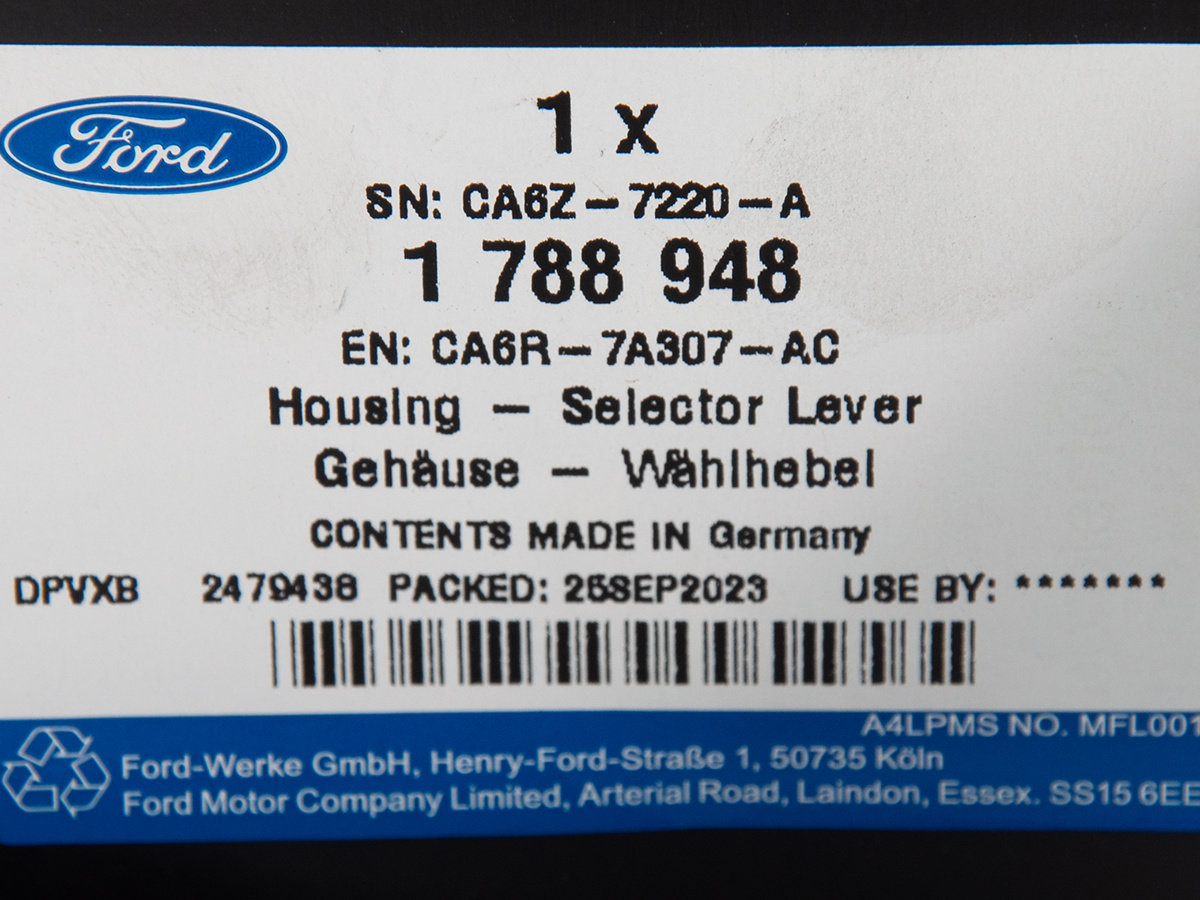 Ford
1 x
SN: CA6Z-7220-A
1 788 948
EN: CA6R-7A307-AC
Housing - Selector Lever
Gehäuse - Wählhebel
CONTENTS MADE IN Germany
DPVXB 2479438 PACKED: 25SEP2023 USE BY: *******
A4LPMS NO. MFL001
Ford-Werke GmbH, Henry-Ford-Straße 1, 50735 Köln
Ford Motor Company Limited, Arterial Road, Laindon, Essex. SS15 6EE